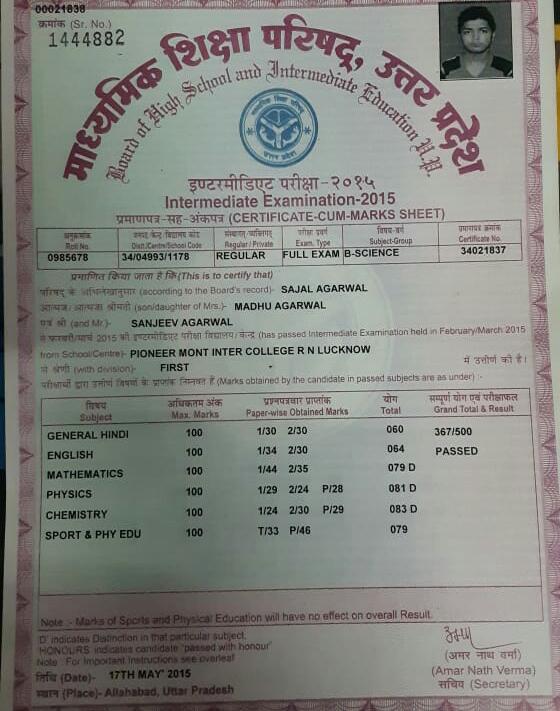 00021838
क्रमांक (Sr. No.)
1444882
माध्यमिक शिक्षा परिषद्, उत्तर प्रदेश
Board of High School and Intermediate Education U.P.
इण्टरमीडिएट परीक्षा-२०१५
Intermediate Examination-2015
प्रमाणपत्र-सह-अंकपत्र (CERTIFICATE-CUM-MARKS SHEET)
अनुक्रमांक जनपद/केन्द्र/विद्यालय कोड संस्थागत/व्यक्तिगत परीक्षा प्रकार विषय-वर्ग प्रमाणपत्र क्रमांक
Roll No. Distt./Centre/School Code Regular / Private Exam. Type Subject-Group Certificate No.
0985678 34/04993/1178 REGULAR FULL EXAM B-SCIENCE 34021837
प्रमाणित किया जाता है कि (This is to certify that)
परिषद के अभिलेखानुसार (according to the Board's record)- SAJAL AGARWAL
आत्मज/ आत्मजा श्रीमती (son/daughter of Mrs.)- MADHU AGARWAL
एवं श्री (and Mr.)- SANJEEV AGARWAL
ने फरवरी/मार्च 2015 की इण्टरमीडिएट परीक्षा विद्यालय/ केन्द्र (has passed Intermediate Examination held in February/March 2015
from School/Centre)- PIONEER MONT INTER COLLEGE R N LUCKNOW में उत्तीर्ण की है।
से श्रेणी (with division)- FIRST
परीक्षार्थी द्वारा उत्तीर्ण विषयों के प्राप्तांक निम्नवत हैं (Marks obtained by the candidate in passed subjects are as under) :-
विषय अधिकतम अंक प्रश्नपत्रवार प्राप्तांक योग सम्पूर्ण योग एवं परीक्षाफल
Subject Max. Marks Paper-wise Obtained Marks Total Grand Total & Result
GENERAL HINDI 100 1/30 2/30 060 367/500
ENGLISH 100 1/34 2/30 064 PASSED
MATHEMATICS 100 1/44 2/35 079 D
PHYSICS 100 1/29 2/24 P/28 081 D
CHEMISTRY 100 1/24 2/30 P/29 083 D
SPORT & PHY EDU 100 T/33 P/46 079
Note :- Marks of Sports and Physical Education will have no effect on overall Result.
'D' indicates Distinction in that particular subject.
'HONOURS' indicates candidate "passed with honour"
Note : For Important Instructions see overleaf
तिथि (Date)- 17TH MAY' 2015
स्थान (Place)- Allahabad, Uttar Pradesh
(अमर नाथ वर्मा)
(Amar Nath Verma)
सचिव (Secretary)